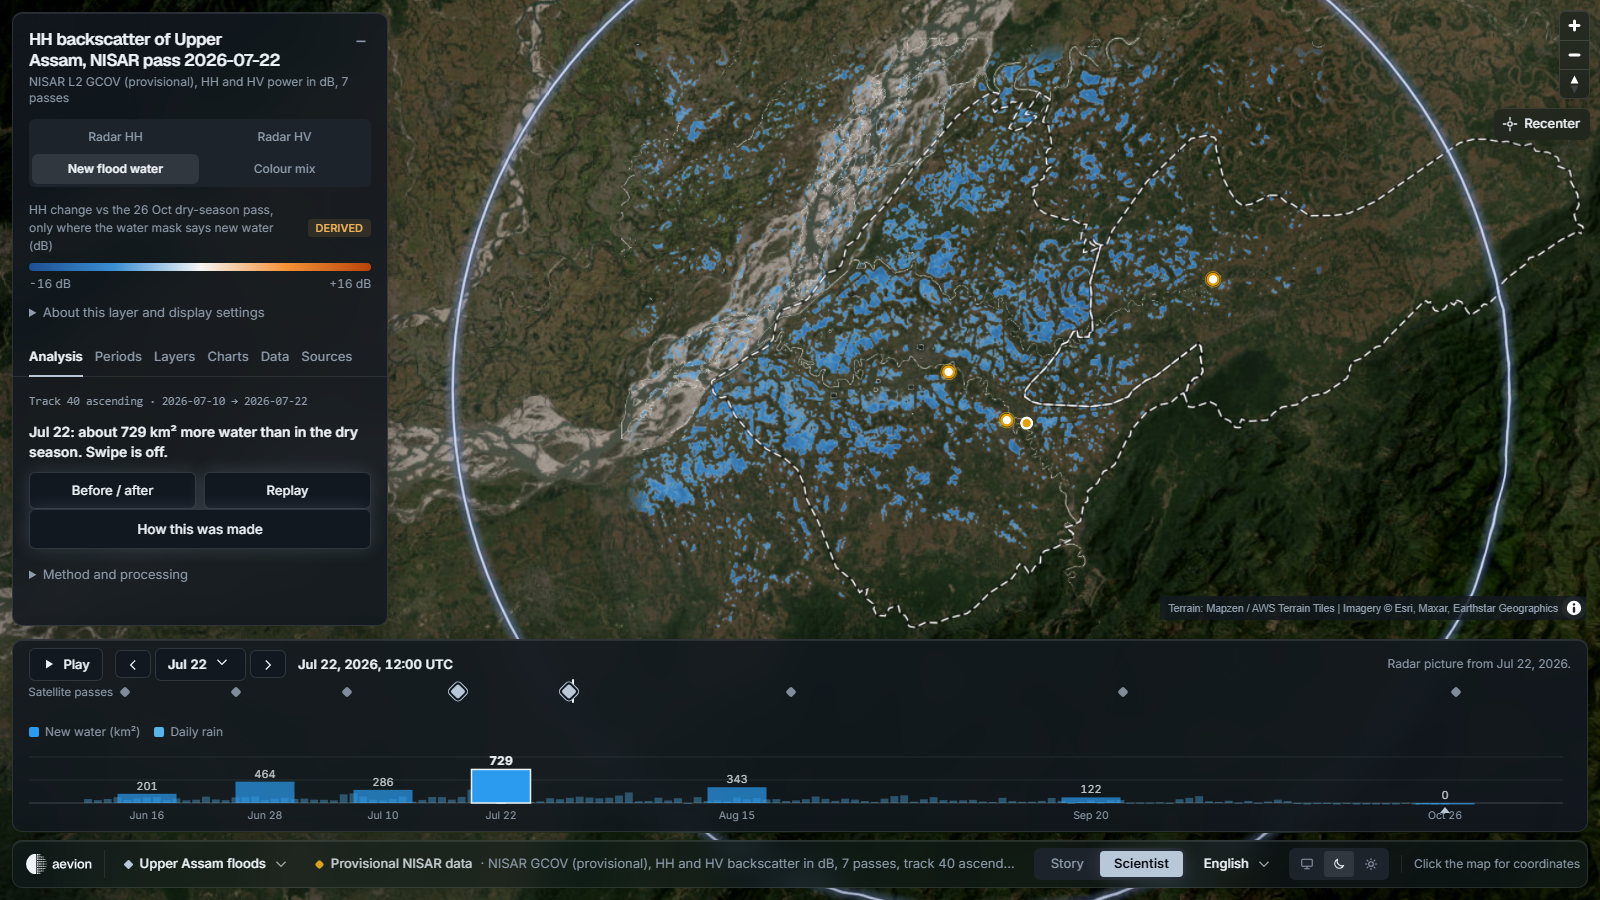 HH backscatter of Upper
Assam, NISAR pass 2026-07-22
NISAR L2 GCOV (provisional), HH and HV power in dB, 7
passes
Radar HH
Radar HV
New flood water
Colour mix
HH change vs the 26 Oct dry-season pass,
only where the water mask says new water
(dB)
DERIVED
-16 dB
+16 dB
About this layer and display settings
Analysis
Periods
Layers
Charts
Data
Sources
Track 40 ascending · 2026-07-10 → 2026-07-22
Jul 22: about 729 km² more water than in the dry
season. Swipe is off.
Before / after
Replay
How this was made
Method and processing
Recenter
Terrain: Mapzen / AWS Terrain Tiles | Imagery © Esri, Maxar, Earthstar Geographics
Play
Jul 22
Jul 22, 2026, 12:00 UTC
Radar picture from Jul 22, 2026.
Satellite passes
New water (km²)
Daily rain
201
464
286
729
343
122
0
Jun 16
Jun 28
Jul 10
Jul 22
Aug 15
Sep 20
Oct 26
aevion
Upper Assam floods
Provisional NISAR data
· NISAR GCOV (provisional), HH and HV backscatter in dB, 7 passes, track 40 ascend...
Story
Scientist
English
Click the map for coordinates